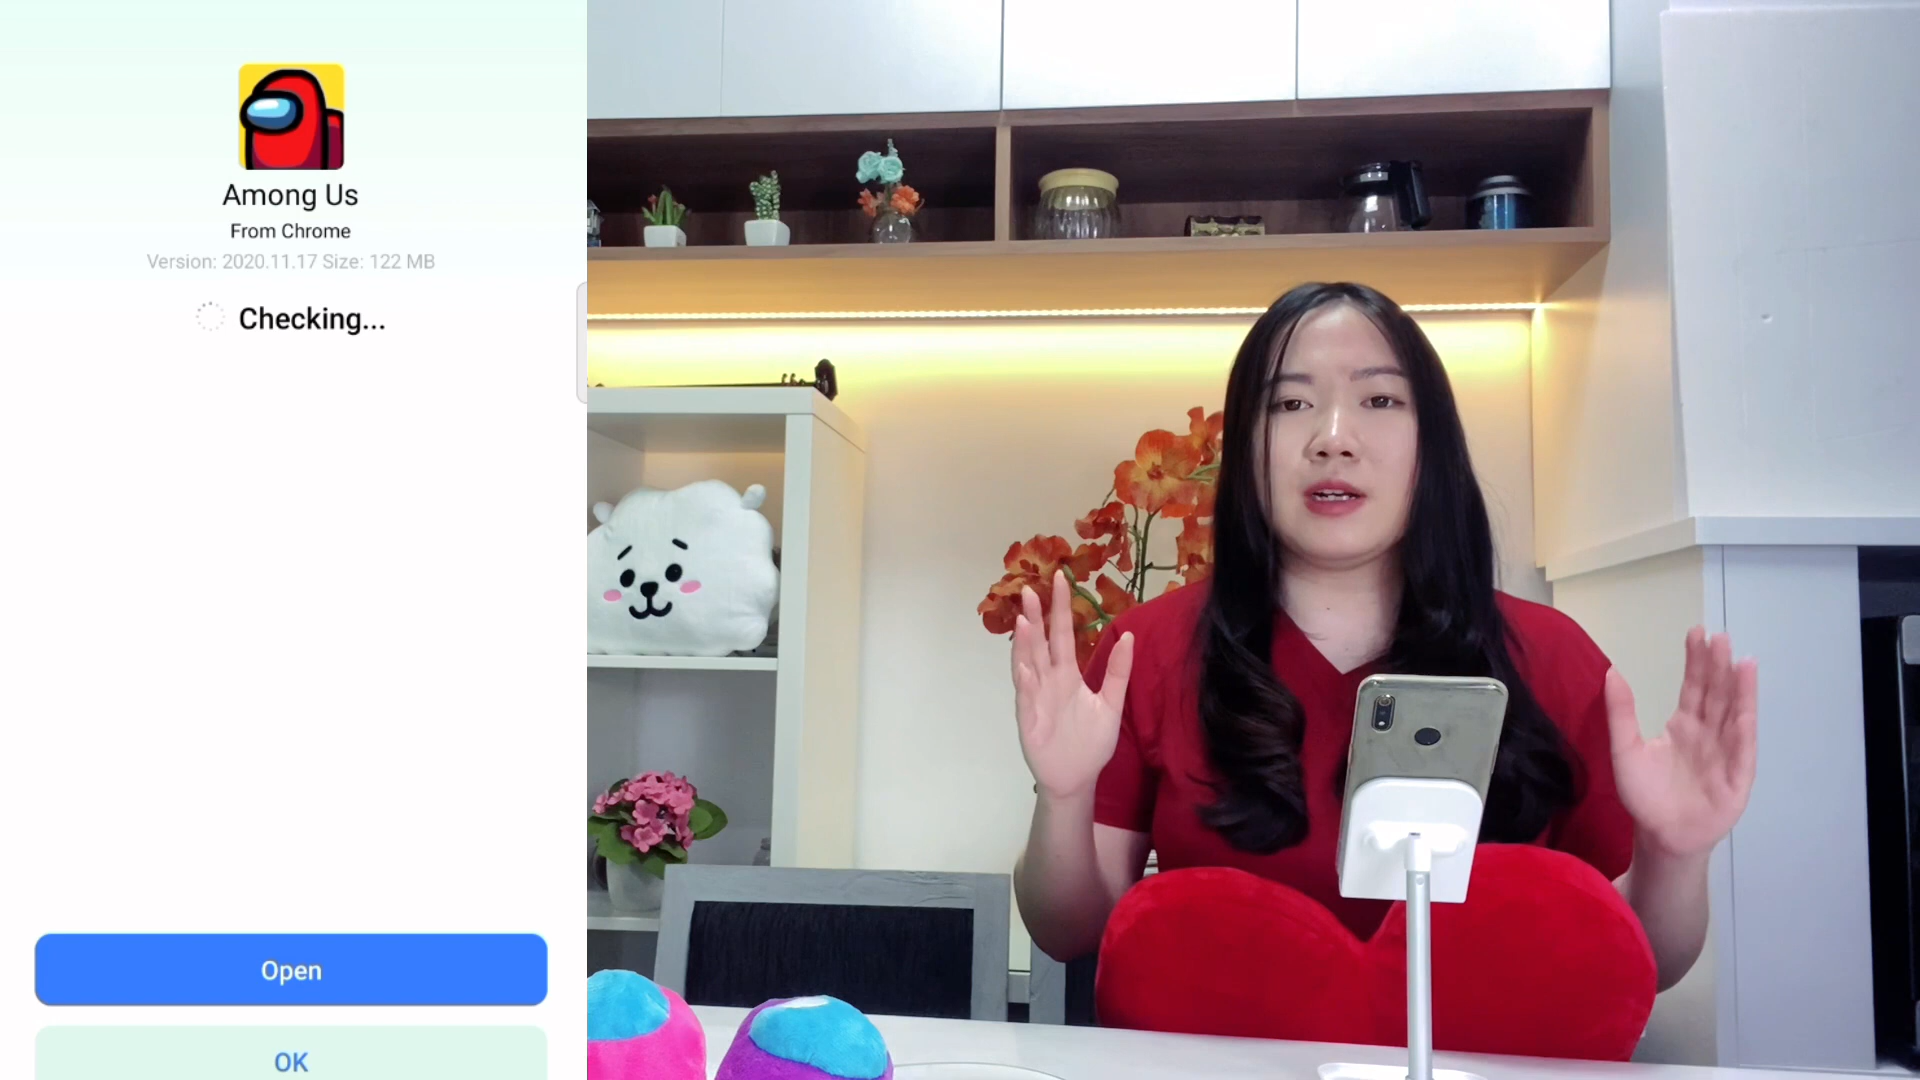 Among Us
From Chrome
Version: 2020.11.17 Size: 122 MB
Checking...
Open
OK